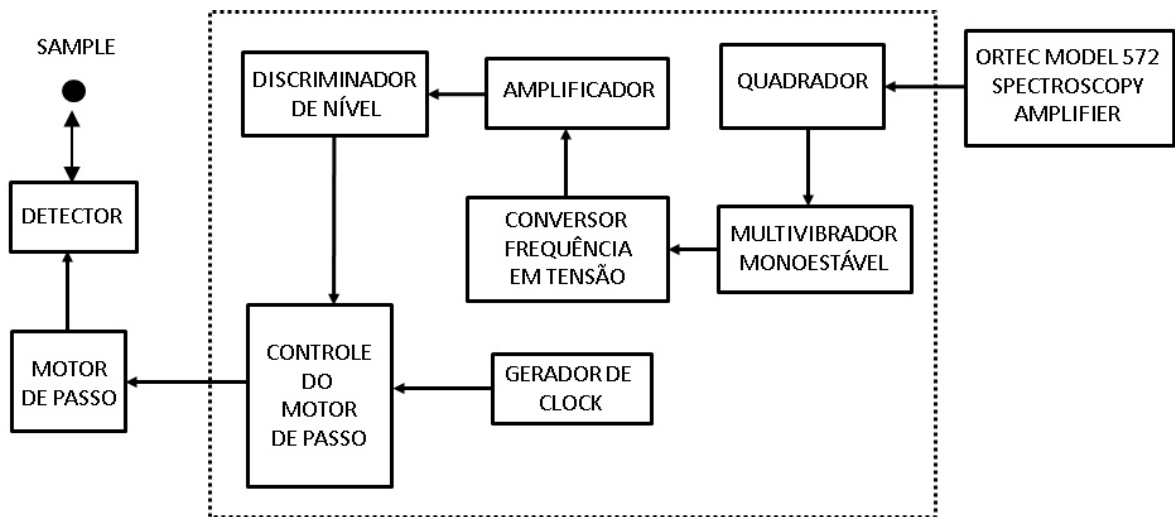 SAMPLE
DISCRIMINADOR
DE NÍVEL
AMPLIFICADOR
QUADRADOR
ORTEC MODEL 572
SPECTROSCOPY
AMPLIFIER
DETECTOR
CONVERSOR
FREQUÊNCIA
EM TENSÃO
MULTIVIBRADOR
MONOESTÁVEL
MOTOR
DE PASSO
CONTROLE
DO
MOTOR
DE PASSO
GERADOR DE
CLOCK